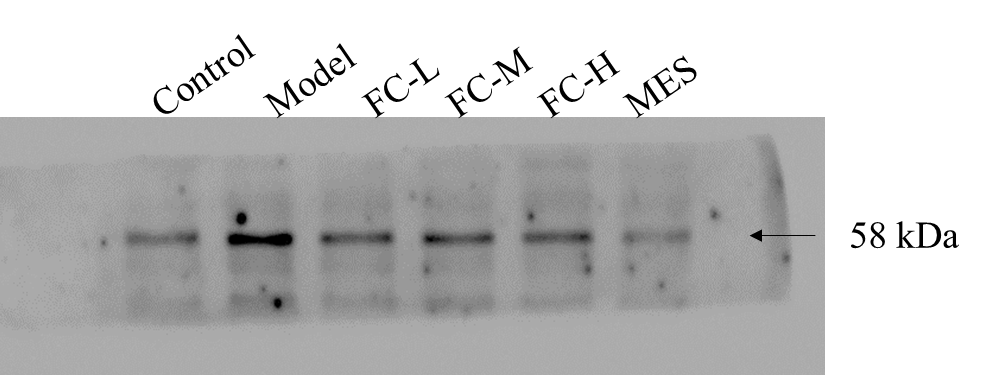 Control
Model
FC-L
FC-M
FC-H
MES
58 kDa